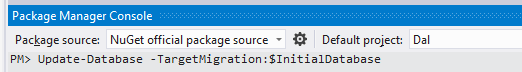 Package Manager Console
Package source: NuGet official package source Default project: Dal
PM> Update-Database -TargetMigration:$InitialDatabase